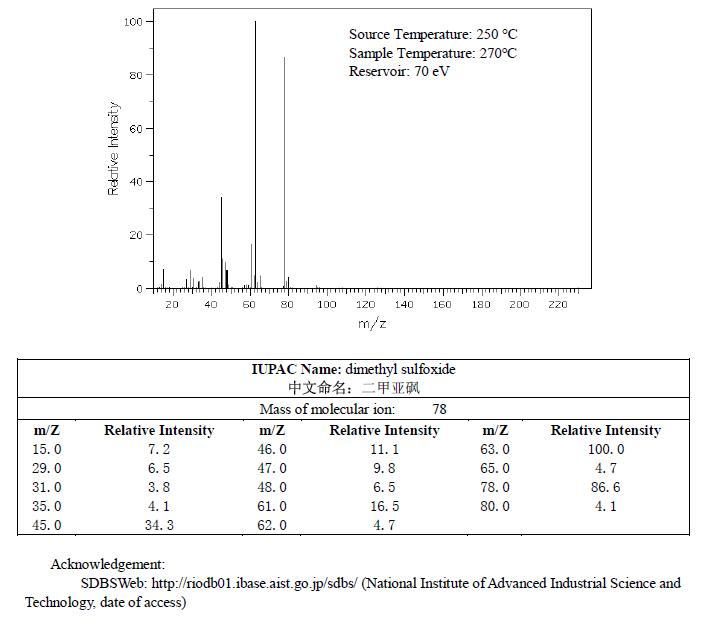 100
80
60
40
20
0
Relative Intensity
Source Temperature: 250 °C
Sample Temperature: 270°C
Reservoir: 70 eV
20 40 60 80 100 120 140 160 180 200 220
m/z
IUPAC Name: dimethyl sulfoxide
中文命名：二甲亚砜
Mass of molecular ion: 78
m/Z Relative Intensity m/Z Relative Intensity m/Z Relative Intensity
15.0 7.2 46.0 11.1 63.0 100.0
29.0 6.5 47.0 9.8 65.0 4.7
31.0 3.8 48.0 6.5 78.0 86.6
35.0 4.1 61.0 16.5 80.0 4.1
45.0 34.3 62.0 4.7
Acknowledgement:
SDBSWeb: http://riodb01.ibase.aist.go.jp/sdbs/ (National Institute of Advanced Industrial Science and
Technology, date of access)